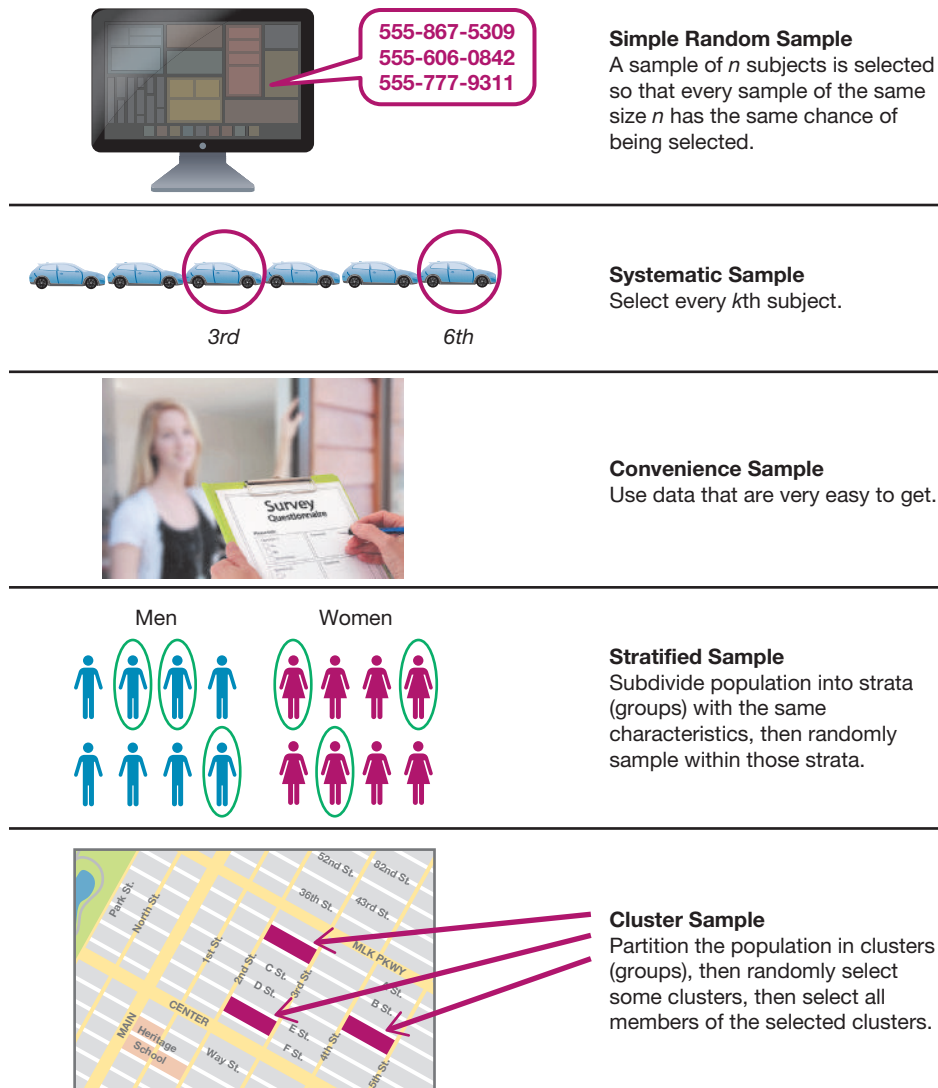 555-867-5309
555-606-0842
555-777-9311
Simple Random Sample
A sample of n subjects is selected
so that every sample of the same
size n has the same chance of
being selected.
3rd
6th
Systematic Sample
Select every kth subject.
Survey
Questionnaire
Convenience Sample
Use data that are very easy to get.
Men
Women
Stratified Sample
Subdivide population into strata
(groups) with the same
characteristics, then randomly
sample within those strata.
Park St.
North St.
1st St.
2nd St.
3rd St.
4th St.
5th St.
52nd St.
82nd St.
36th St.
43rd St.
MLK PKWY
C St.
D St.
E St.
F St.
B St.
MAIN
CENTER
Way St.
Heritage
School
Cluster Sample
Partition the population in clusters
(groups), then randomly select
some clusters, then select all
members of the selected clusters.